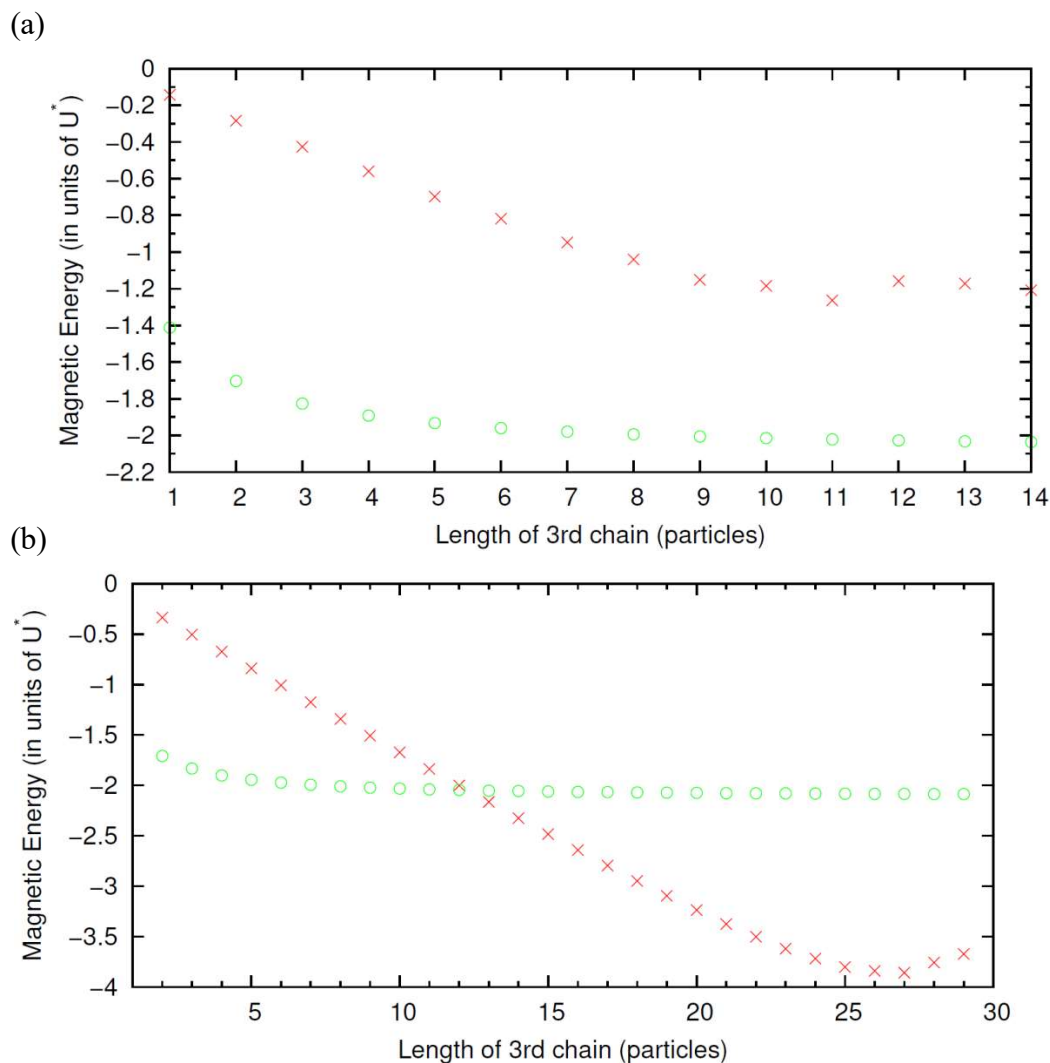 (a)
0
−0.2
−0.4
−0.6
−0.8
−1
−1.2
−1.4
−1.6
−1.8
−2
−2.2
Magnetic Energy (in units of U*)
1 2 3 4 5 6 7 8 9 10 11 12 13 14
Length of 3rd chain (particles)
(b)
0
−0.5
−1
−1.5
−2
−2.5
−3
−3.5
−4
Magnetic Energy (in units of U*)
5 10 15 20 25 30
Length of 3rd chain (particles)